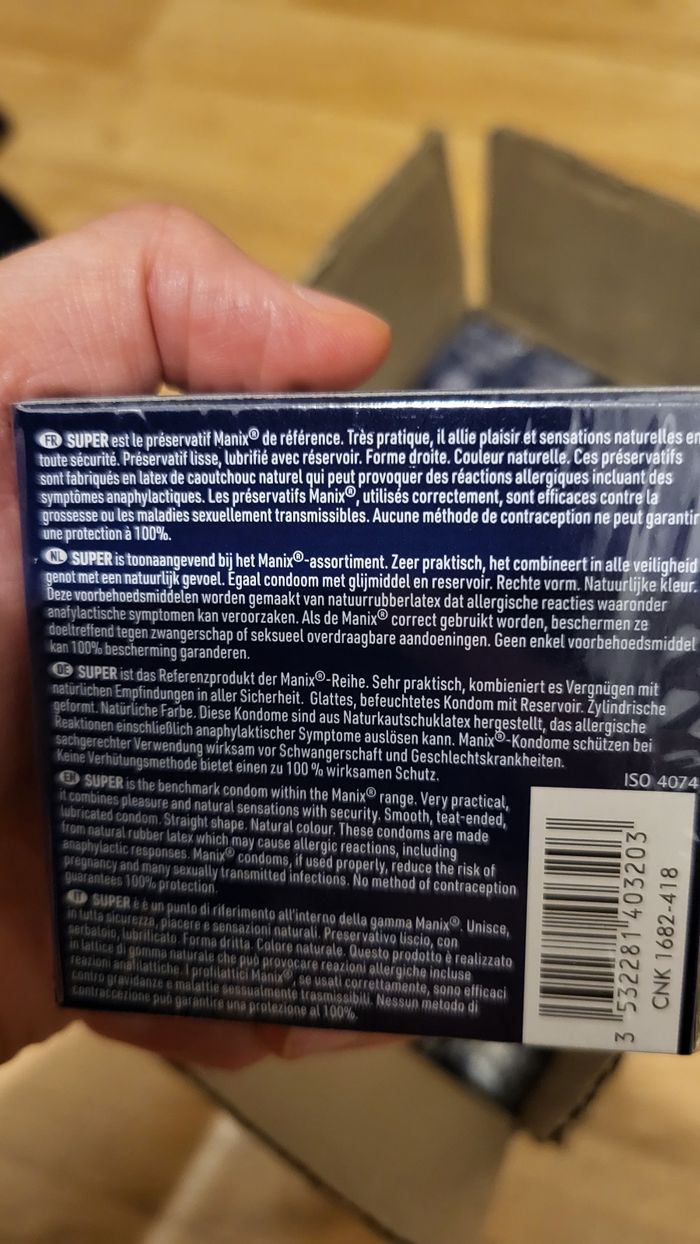 FR SUPER est le préservatif Manix® de référence. Très pratique, il allie plaisir et sensations naturelles en
toute sécurité. Préservatif lisse, lubrifié avec réservoir. Forme droite. Couleur naturelle. Ces préservatifs
sont fabriqués en latex de caoutchouc naturel qui peut provoquer des réactions allergiques incluant des
symptômes anaphylactiques. Les préservatifs Manix®, utilisés correctement, sont efficaces contre la
grossesse ou les maladies sexuellement transmissibles. Aucune méthode de contraception ne peut garantir
une protection à 100%.
NL SUPER is toonaangevend bij het Manix®-assortiment. Zeer praktisch, het combineert in alle veiligheid
genot met een natuurlijk gevoel. Egaal condoom met glijmiddel en reservoir. Rechte vorm. Natuurlijke kleur.
Deze voorbehoedsmiddelen worden gemaakt van natuurrubberlatex dat allergische reacties waaronder
anafylactische symptomen kan veroorzaken. Als de Manix® correct gebruikt worden, beschermen ze
doeltreffend tegen zwangerschap of seksueel overdraagbare aandoeningen. Geen enkel voorbehoedsmiddel
kan 100% bescherming garanderen.
DE SUPER ist das Referenzprodukt der Manix®-Reihe. Sehr praktisch, kombiniert es Vergnügen mit
natürlichen Empfindungen in aller Sicherheit. Glattes, befeuchtetes Kondom mit Reservoir. Zylindrische
geformt. Natürliche Farbe. Diese Kondome sind aus Naturkautschuklatex hergestellt, das allergische
Reaktionen einschließlich anaphylaktischer Symptome auslösen kann. Manix®-Kondome schützen bei
sachgerechter Verwendung wirksam vor Schwangerschaft und Geschlechtskrankheiten.
Keine Verhütungsmethode bietet einen zu 100 % wirksamen Schutz.
EN SUPER is the benchmark condom within the Manix® range. Very practical,
it combines pleasure and natural sensations with security. Smooth, teat-ended,
lubricated condom. Straight shape. Natural colour. These condoms are made
from natural rubber latex which may cause allergic reactions, including
anaphylactic responses. Manix® condoms, if used properly, reduce the risk of
pregnancy and many sexually transmitted infections. No method of contraception
guarantees 100% protection.
IT SUPER è è un punto di riferimento all'interno della gamma Manix®. Unisce,
in tutta sicurezza, piacere e sensazioni naturali. Preservativo liscio, con
serbatoio, lubrificato. Forma dritta. Colore naturale. Questo prodotto è realizzato
in lattice di gomma naturale che può provocare reazioni allergiche incluse
reazioni anafilattiche. I profilattici Manix®, se usati correttamente, sono efficaci
contro gravidanze e malattie sessualmente trasmissibili. Nessun metodo di
contraccezione può garantire una protezione al 100%.
ISO 4074
3 532281 403203
CNK 1682-418